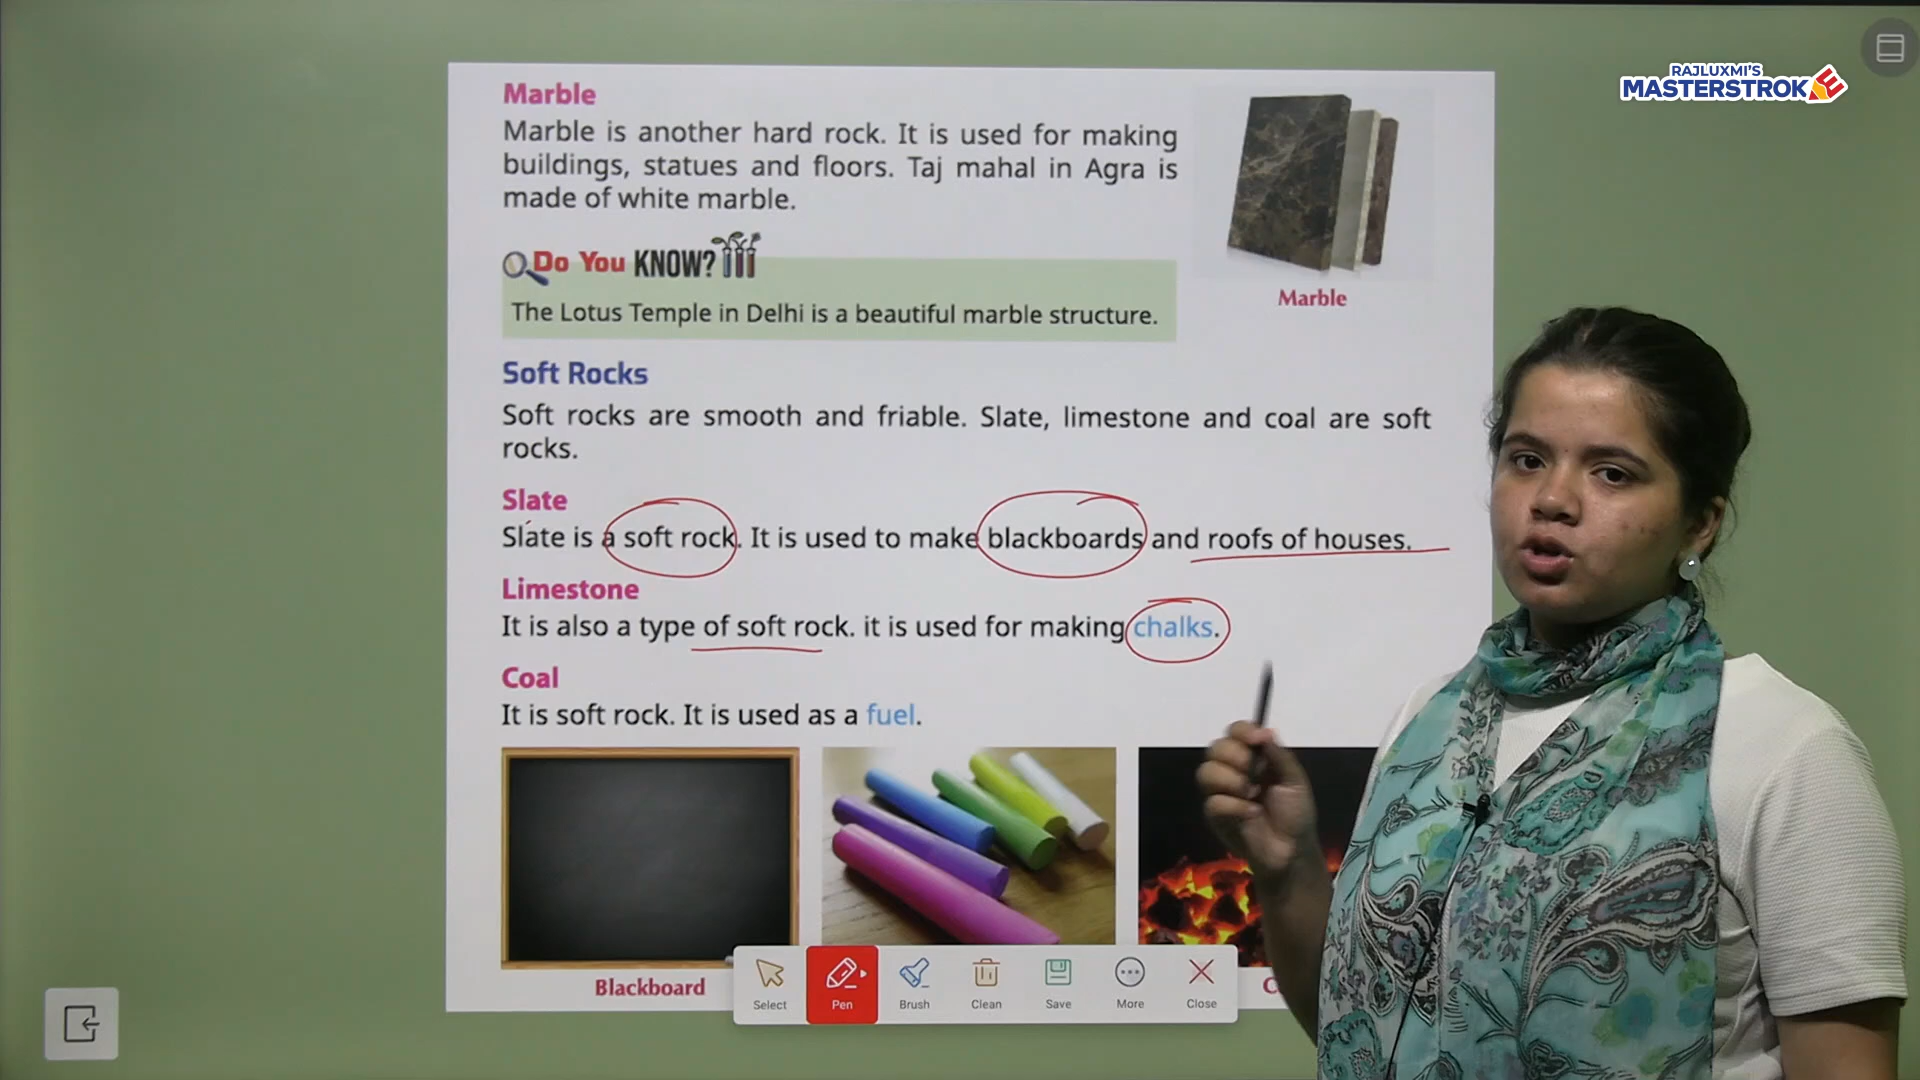 RAJLUXMI'S
MASTERSTROKE
Marble
Marble is another hard rock. It is used for making
buildings, statues and floors. Taj mahal in Agra is
made of white marble.
Marble
Do You KNOW?
The Lotus Temple in Delhi is a beautiful marble structure.
Soft Rocks
Soft rocks are smooth and friable. Slate, limestone and coal are soft
rocks.
Slate
Slate is a soft rock. It is used to make blackboards and roofs of houses.
Limestone
It is also a type of soft rock. it is used for making chalks.
Coal
It is soft rock. It is used as a fuel.
Blackboard
Select Pen Brush Clean Save More Close